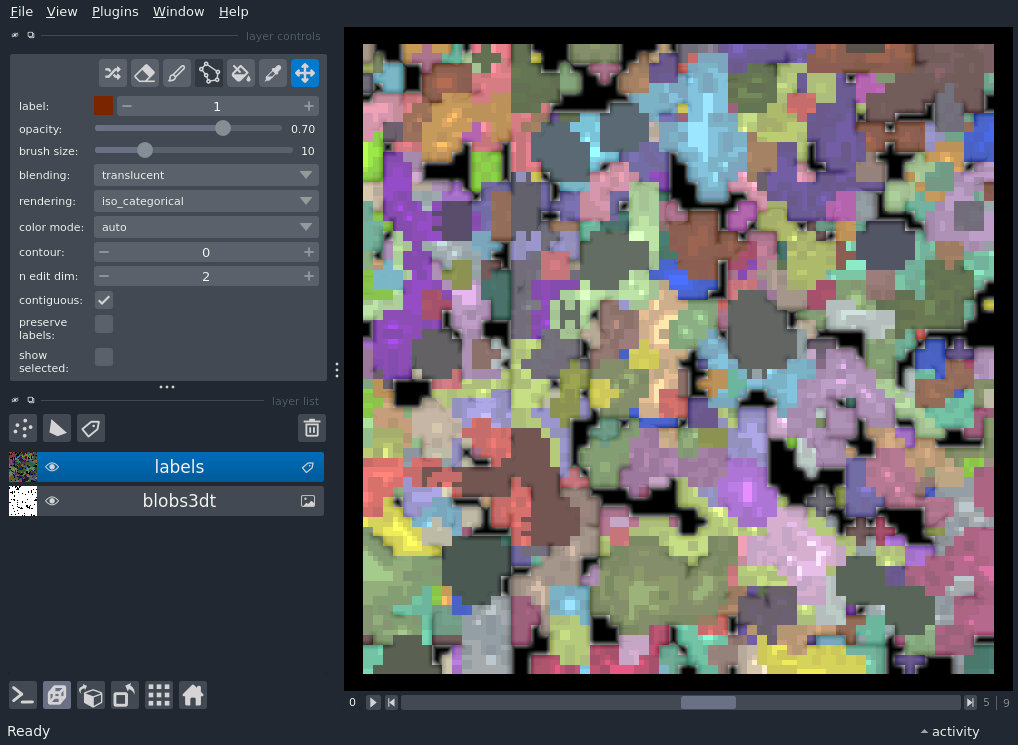 File View Plugins Window Help
layer controls
label: 1
opacity: 0.70
brush size: 10
blending: translucent
rendering: iso_categorical
color mode: auto
contour: 0
n edit dim: 2
contiguous:
preserve
labels:
show
selected:
layer list
labels
blobs3dt
0 5 | 9
Ready activity